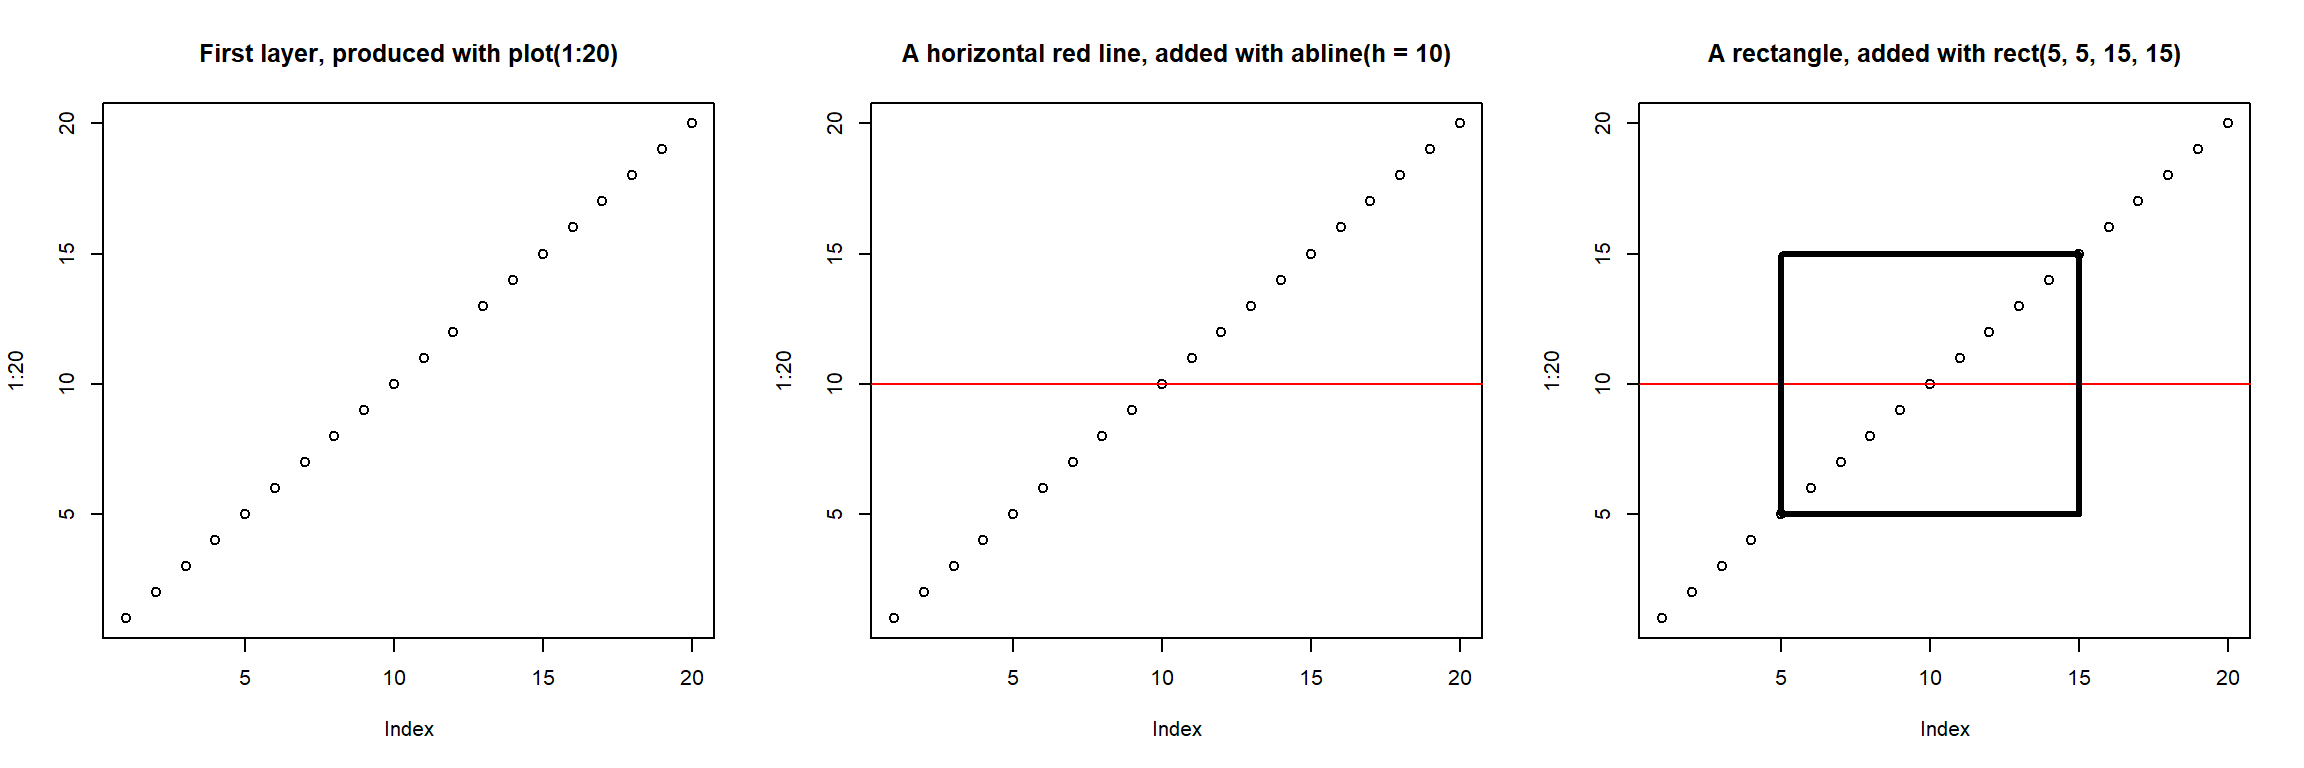 First layer, produced with plot(1:20)
1:20
20
15
10
5
5 10 15 20
Index
A horizontal red line, added with abline(h = 10)
1:20
20
15
10
5
5 10 15 20
Index
A rectangle, added with rect(5, 5, 15, 15)
1:20
20
15
10
5
5 10 15 20
Index